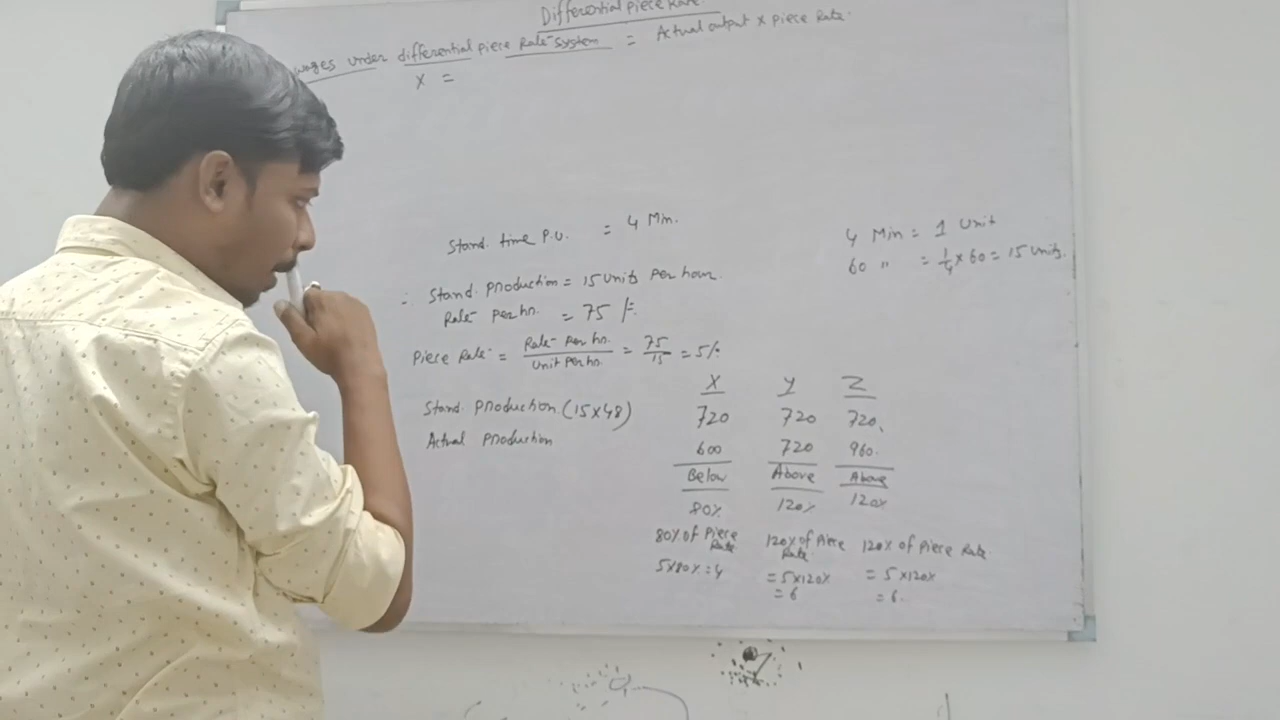 Differential piece Rate
wages under differential piece Rate system = Actual output x piece Rate.
X =
Stand. time P.U. = 4 Min.
4 Min = 1 Unit
60 " = 1/4 x 60 = 15 Units.
∴ Stand. production = 15 Units Per hour.
Rate per hr. = 75 /-
Piece Rate = Rate per hr. / Unit per hr. = 75/15 = 5/-
X Y Z
Stand. production (15x48) 720 720 720
Actual production 600 720 960.
Below Above Above
80% 120% 120%
80% of Piece Rate 120% of Piece Rate 120% of Piece Rate
5x80% = 4 = 5x120% = 5x120%
= 6 = 6.